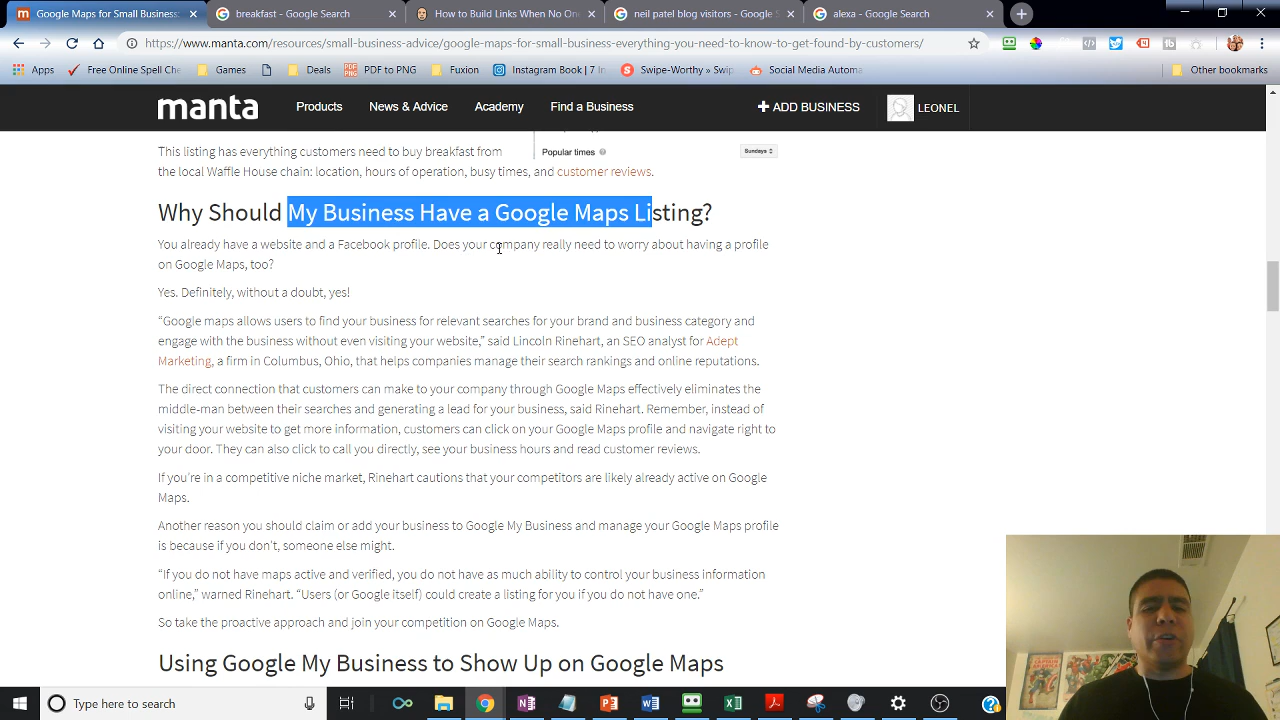 Google Maps for Small Business:
breakfast - Google Search
How to Build Links When No One
neil patel blog visitors - Google S
alexa - Google Search
https://www.manta.com/resources/small-business-advice/google-maps-for-small-business-everything-you-need-to-know-to-get-found-by-customers/
Apps
Free Online Spell Che
Games
Deals
PDF to PNG
Fuxion
Instagram Book | 7 In
Swipe-Worthy » Swip
Social Media Automa
Other bookmarks
manta
Products
News & Advice
Academy
Find a Business
+ ADD BUSINESS
LEONEL
Popular times
Sundays
This listing has everything customers need to buy breakfast from
the local Waffle House chain: location, hours of operation, busy times, and customer reviews.
Why Should My Business Have a Google Maps Listing?
You already have a website and a Facebook profile. Does your company really need to worry about having a profile
on Google Maps, too?
Yes. Definitely, without a doubt, yes!
“Google maps allows users to find your business for relevant searches for your brand and business category and
engage with the business without even visiting your website,” said Lincoln Rinehart, an SEO analyst for Adept
Marketing, a firm in Columbus, Ohio, that helps companies manage their search rankings and online reputations.
The direct connection that customers can make to your company through Google Maps effectively eliminates the
middle-man between their searches and generating a lead for your business, said Rinehart. Remember, instead of
visiting your website to get more information, customers can click on your Google Maps profile and navigate right to
your door. They can also click to call you directly, see your business hours and read customer reviews.
If you're in a competitive niche market, Rinehart cautions that your competitors are likely already active on Google
Maps.
Another reason you should claim or add your business to Google My Business and manage your Google Maps profile
is because if you don't, someone else might.
“If you do not have maps active and verified, you do not have as much ability to control your business information
online,” warned Rinehart. “Users (or Google itself) could create a listing for you if you do not have one.”
So take the proactive approach and join your competition on Google Maps.
Using Google My Business to Show Up on Google Maps
CAPTAIN AMERICA
Type here to search